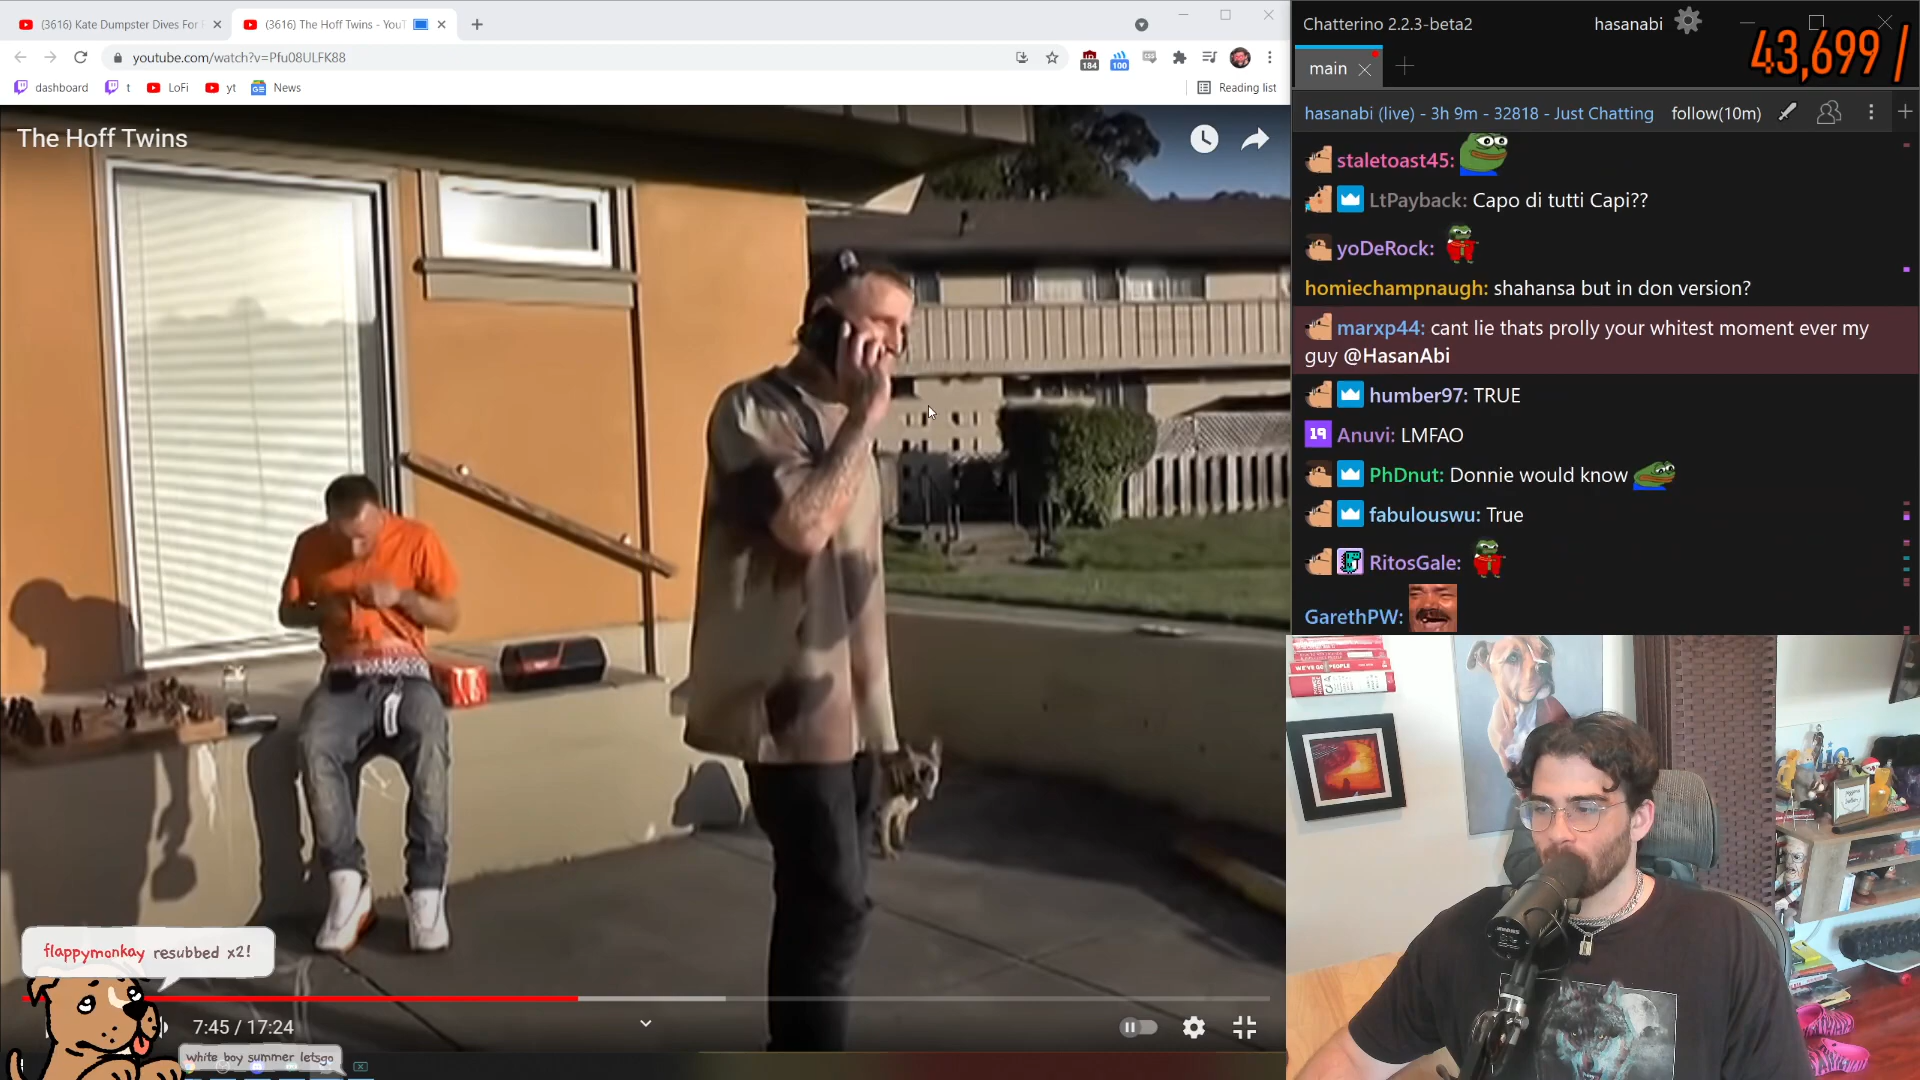 (3616) Kate Dumpster Dives For
(3616) The Hoff Twins - YouT
youtube.com/watch?v=Pfu08ULFK88
184
100
dashboard
t
LoFi
yt
News
Reading list
The Hoff Twins
flappymonkay resubbed x2!
7:45 / 17:24
white boy summer letsgo
Chatterino 2.2.3-beta2
hasanabi
43,699 /
main
hasanabi (live) - 3h 9m - 32818 - Just Chatting
follow(10m)
staletoast45:
LtPayback: Capo di tutti Capi??
yoDeRock:
homiechampnaugh: shahansa but in don version?
marxp44: cant lie thats prolly your whitest moment ever my
guy @HasanAbi
humber97: TRUE
19 Anuvi: LMFAO
PhDnut: Donnie would know
fabulouswu: True
RitosGale:
GarethPW: